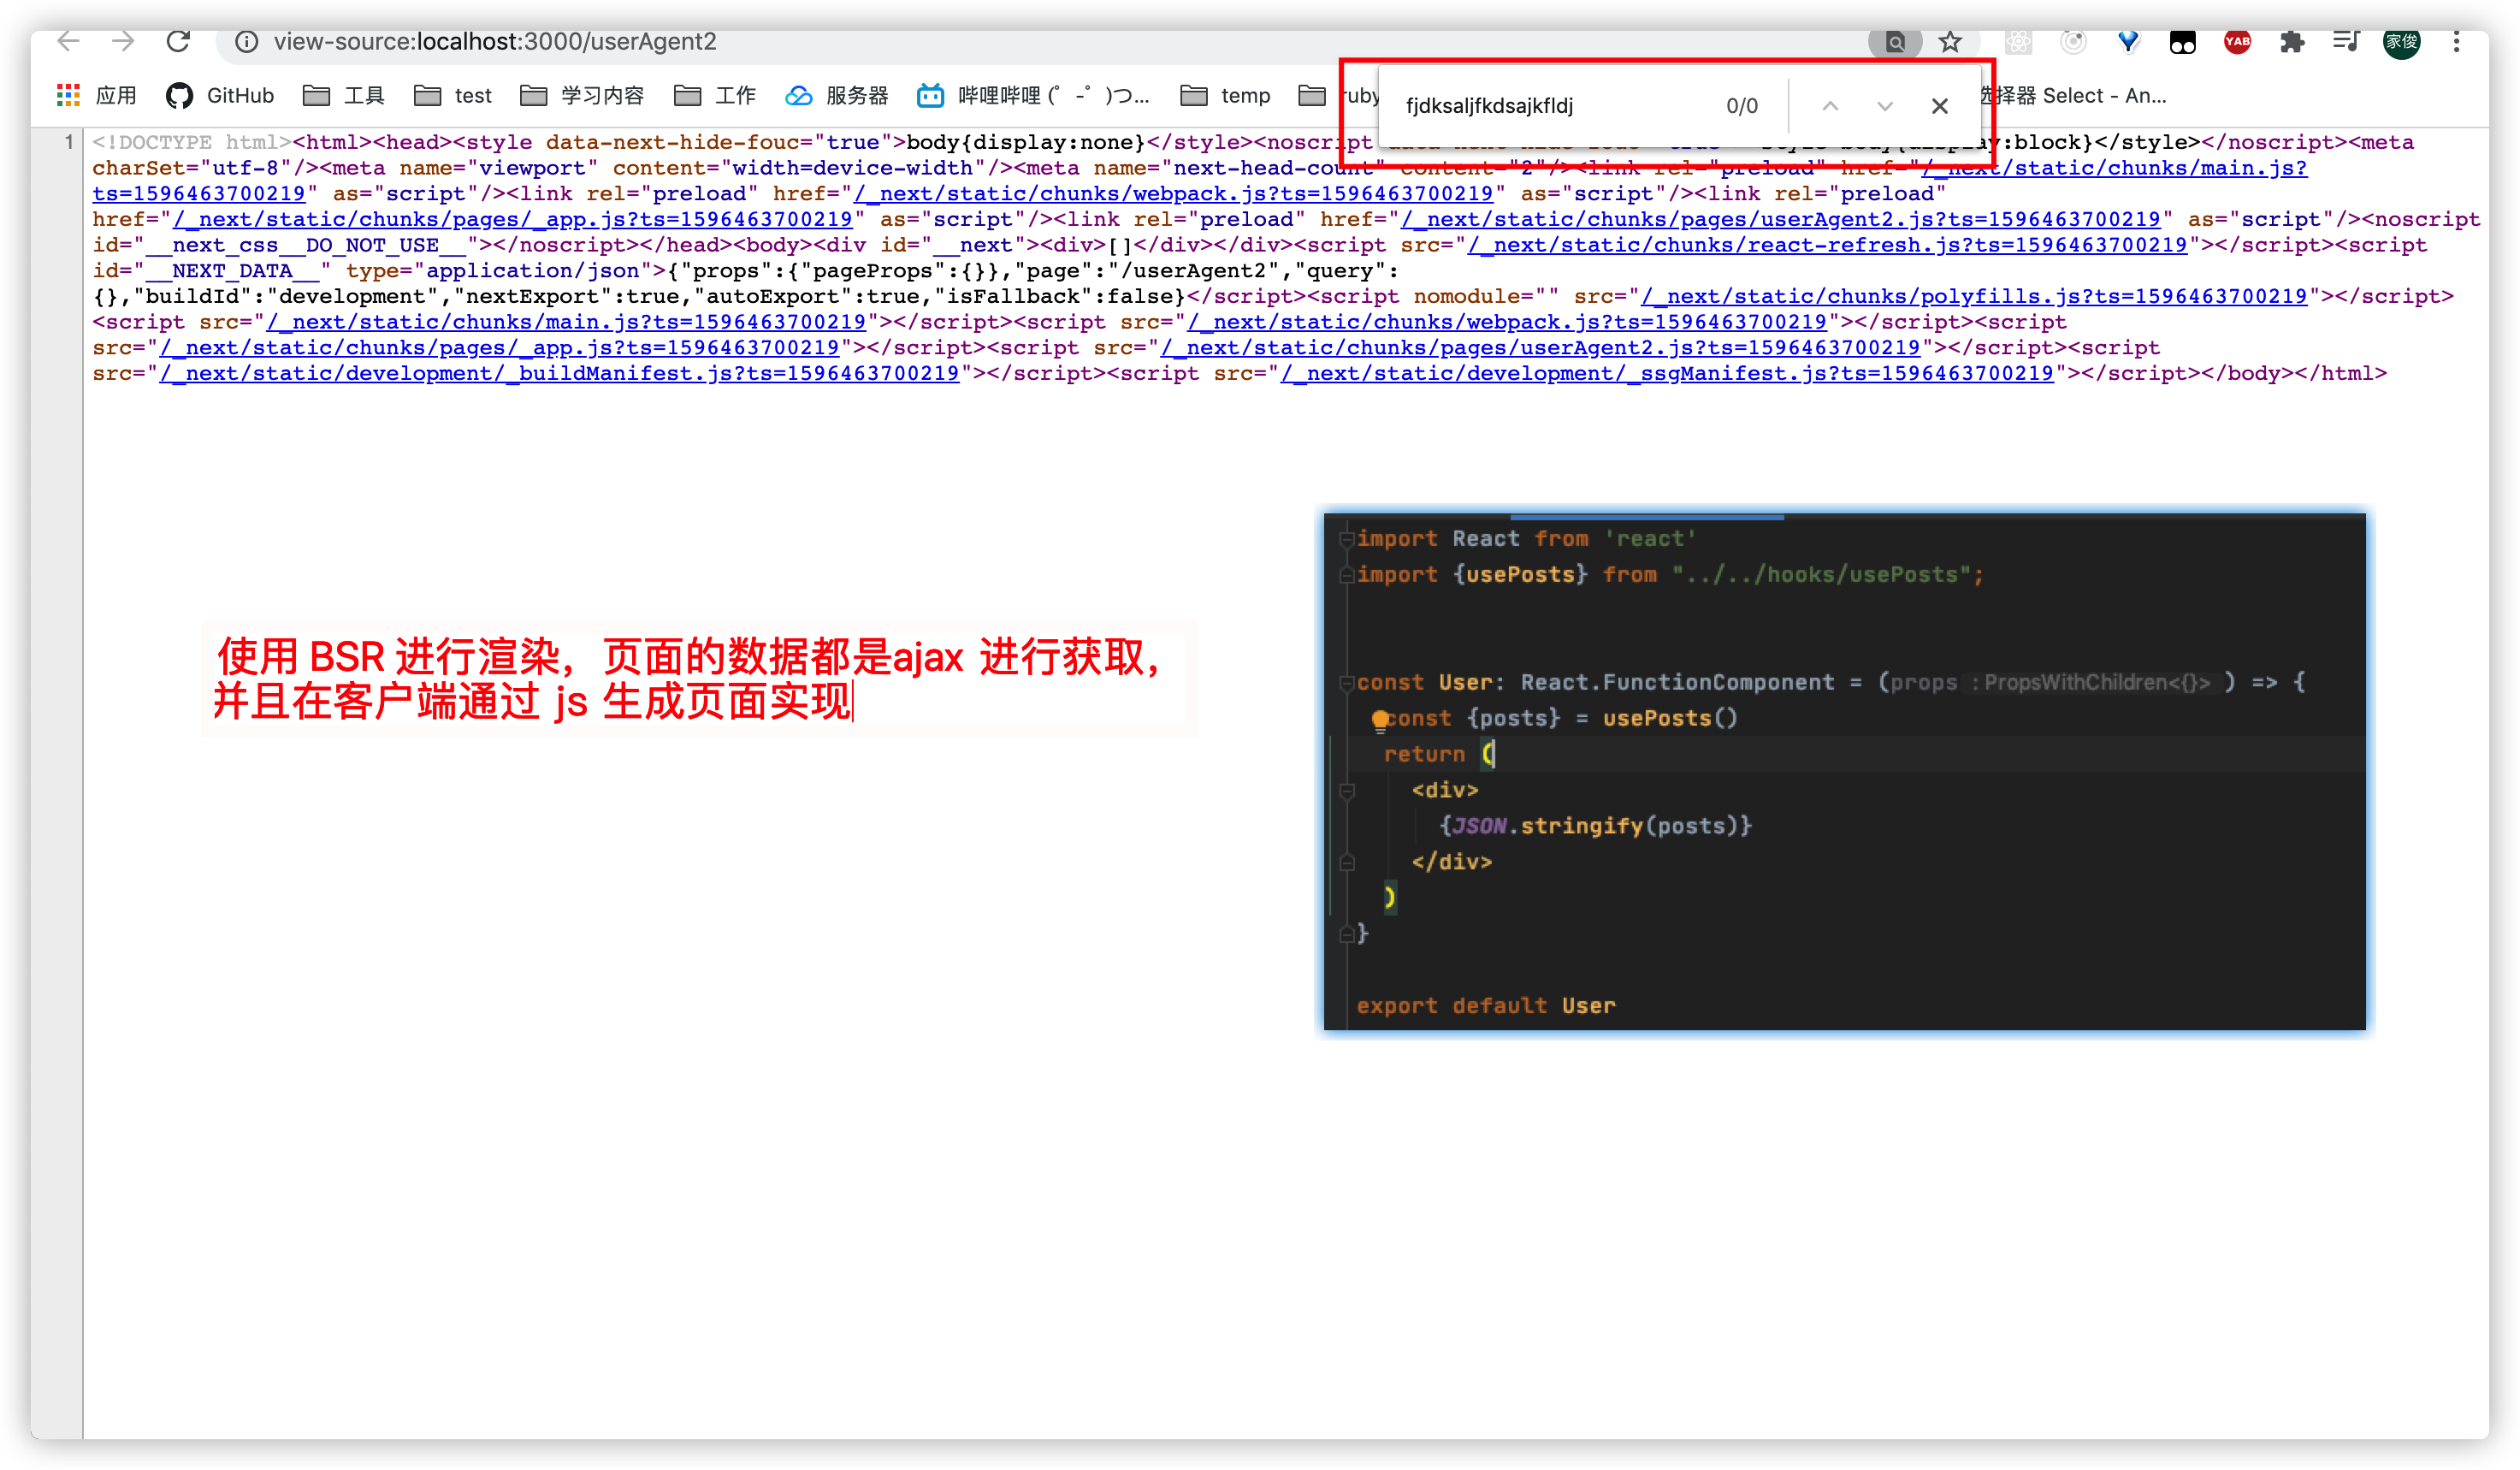 view-source:localhost:3000/userAgent2
家俊
YAB
应用 GitHub 工具 test 学习内容 工作 服务器 哔哩哔哩 (゜-゜)つ... temp ruby 选择器 Select - An...
fjdksaljfkdsajkfldj 0/0
1 <!DOCTYPE html><html><head><style data-next-hide-fouc="true">body{display:none}</style><noscript :block}</style></noscript><meta
charSet="utf-8"/><meta name="viewport" content="width=device-width"/><meta name="next-head-count" content="2"/><link rel="preload" href="/_next/static/chunks/main.js?
ts=1596463700219" as="script"/><link rel="preload" href="/_next/static/chunks/webpack.js?ts=1596463700219" as="script"/><link rel="preload"
href="/_next/static/chunks/pages/_app.js?ts=1596463700219" as="script"/><link rel="preload" href="/_next/static/chunks/pages/userAgent2.js?ts=1596463700219" as="script"/><noscript
id="__next_css__DO_NOT_USE__"></noscript></head><body><div id="__next"><div>[]</div></div><script src="/_next/static/chunks/react-refresh.js?ts=1596463700219"></script><script
id="__NEXT_DATA__" type="application/json">{"props":{"pageProps":{}},"page":"/userAgent2","query":
{},"buildId":"development","nextExport":true,"autoExport":true,"isFallback":false}</script><script nomodule="" src="/_next/static/chunks/polyfills.js?ts=1596463700219"></script>
<script src="/_next/static/chunks/main.js?ts=1596463700219"></script><script src="/_next/static/chunks/webpack.js?ts=1596463700219"></script><script
src="/_next/static/chunks/pages/_app.js?ts=1596463700219"></script><script src="/_next/static/chunks/pages/userAgent2.js?ts=1596463700219"></script><script
src="/_next/static/development/_buildManifest.js?ts=1596463700219"></script><script src="/_next/static/development/_ssgManifest.js?ts=1596463700219"></script></body></html>
使用 BSR 进行渲染，页面的数据都是ajax 进行获取，
并且在客户端通过 js 生成页面实现
import React from 'react'
import {usePosts} from "../../hooks/usePosts";
const User: React.FunctionComponent = (props : PropsWithChildren<{}> ) => {
const {posts} = usePosts()
return (
<div>
{JSON.stringify(posts)}
</div>
)
}
export default User